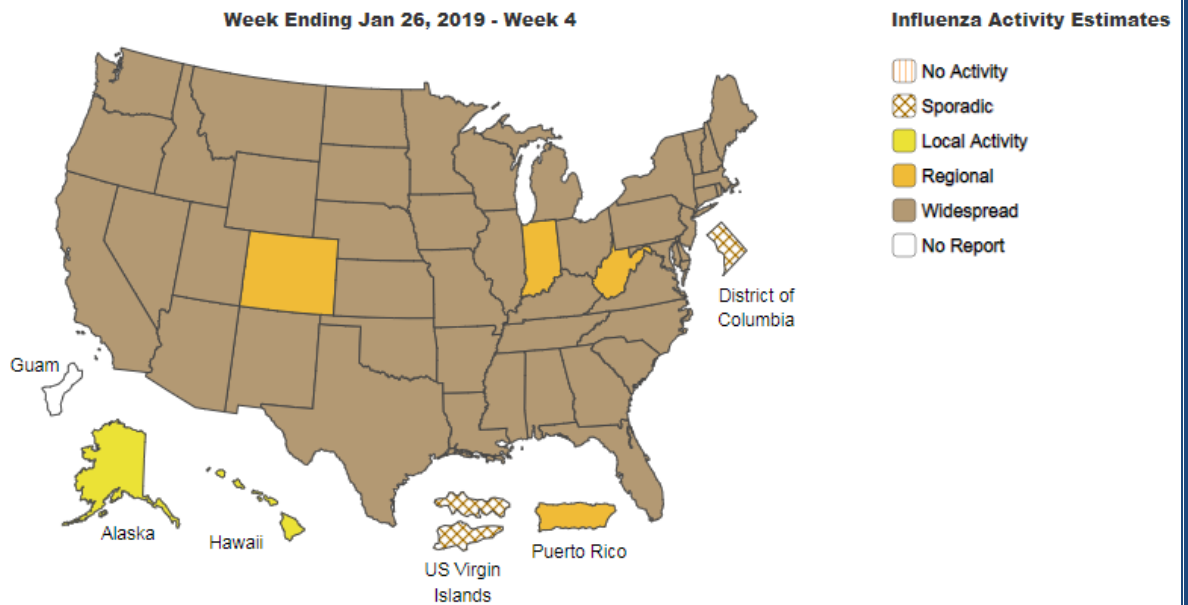 Week Ending Jan 26, 2019 - Week 4
Influenza Activity Estimates
No Activity
Sporadic
Local Activity
Regional
Widespread
No Report
District of
Columbia
Guam
Alaska
Hawaii
US Virgin
Islands
Puerto Rico